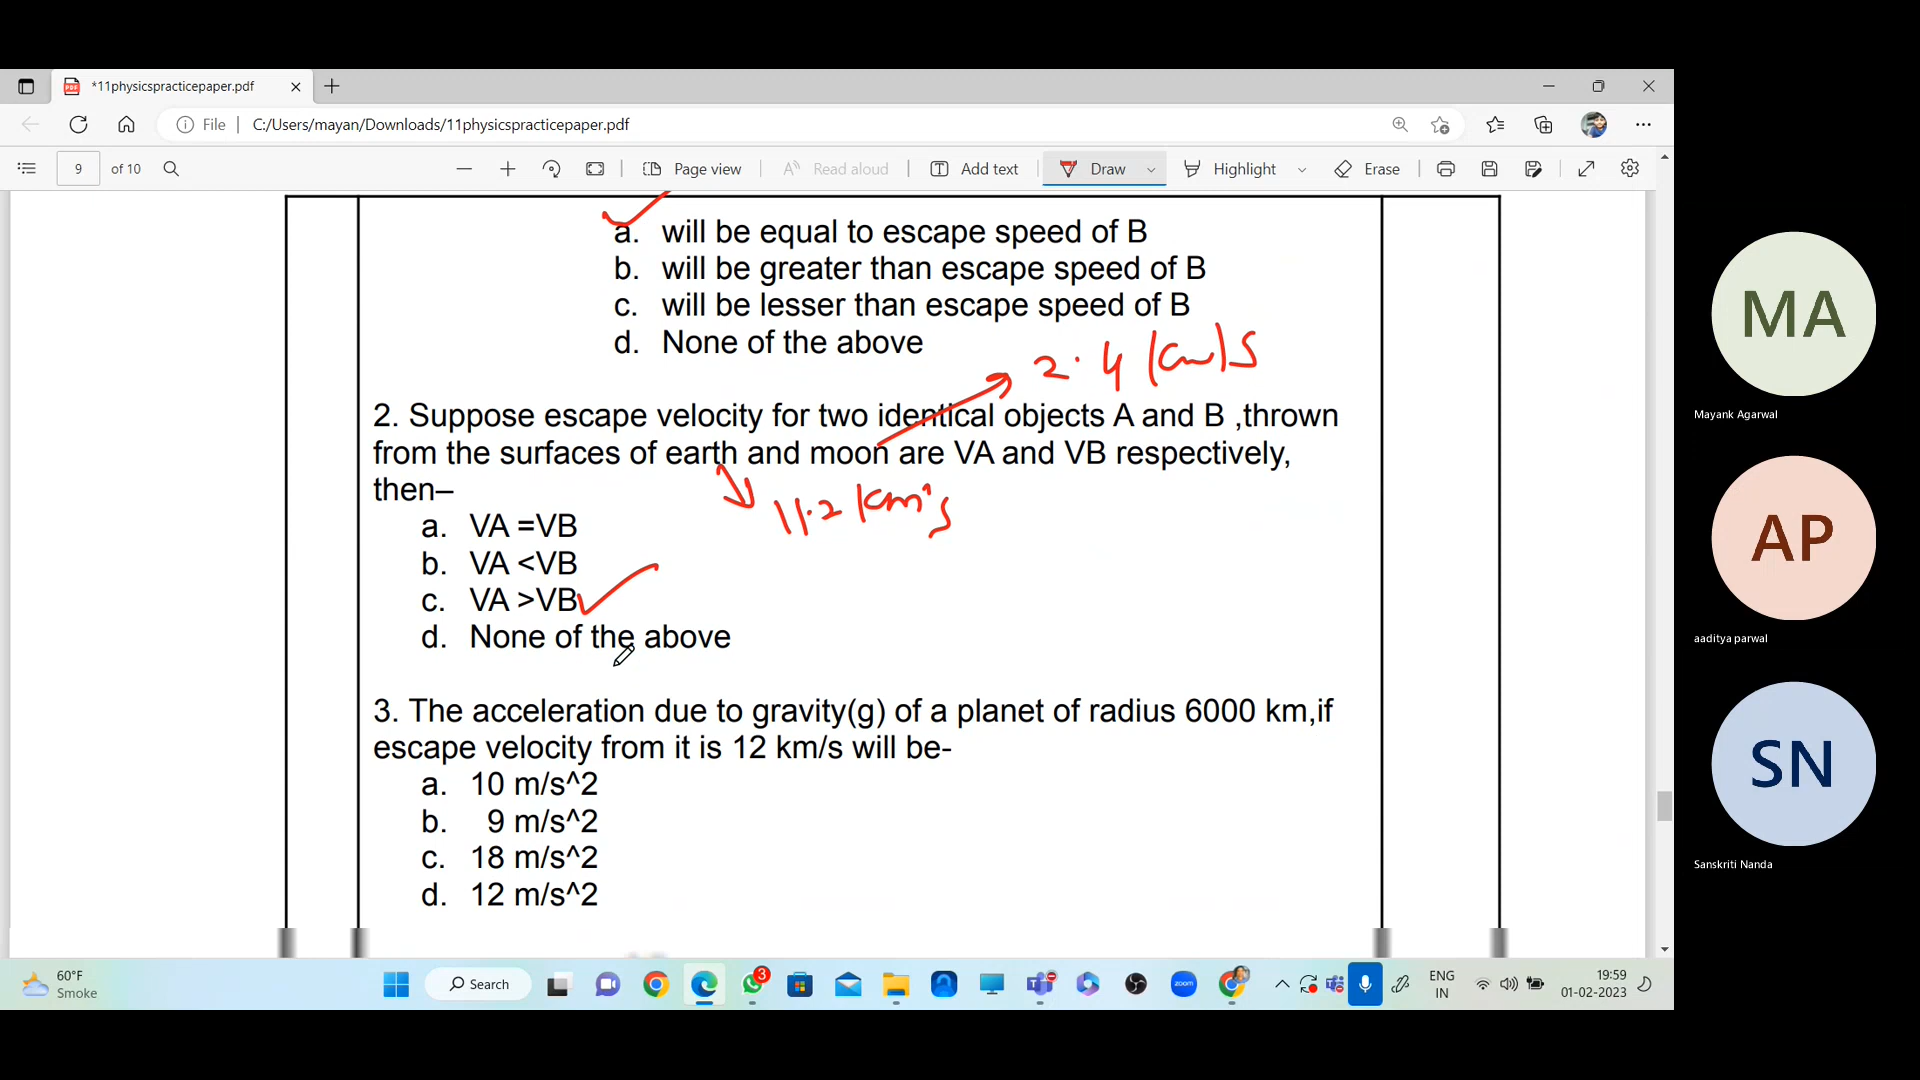 *11physicspracticepaper.pdf
File
C:/Users/mayan/Downloads/11physicspracticepaper.pdf
9 of 10
Page view
Read aloud
Add text
Draw
Highlight
Erase
a. will be equal to escape speed of B
b. will be greater than escape speed of B
c. will be lesser than escape speed of B
d. None of the above
2.4 km/s
2. Suppose escape velocity for two identical objects A and B ,thrown
from the surfaces of earth and moon are VA and VB respectively,
then–
11.2 km/s
a. VA =VB
b. VA <VB
c. VA >VB
d. None of the above
3. The acceleration due to gravity(g) of a planet of radius 6000 km,if
escape velocity from it is 12 km/s will be-
a. 10 m/s^2
b. 9 m/s^2
c. 18 m/s^2
d. 12 m/s^2
MA
Mayank Agarwal
AP
aaditya parwal
SN
Sanskriti Nanda
60°F
Smoke
Search
3
zoom
ENG
IN
19:59
01-02-2023